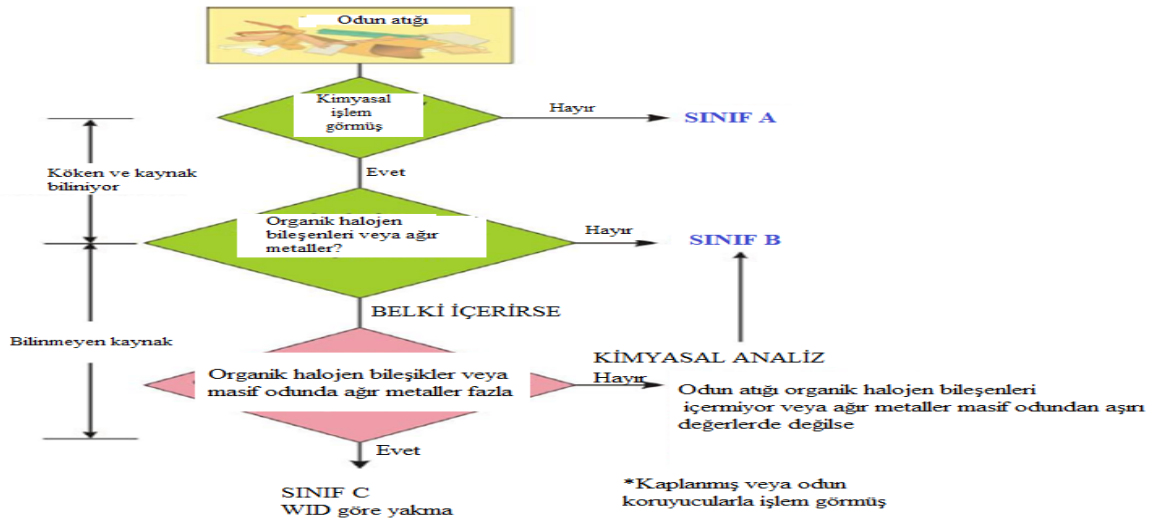 Odun atığı
Kimyasal
işlem
görmüş
Hayır
SINIF A
Köken ve kaynak
biliniyor
Evet
Organik halojen
bileşenleri veya ağır
metaller?
Hayır
SINIF B
BELKİ İÇERİRSE
Bilinmeyen kaynak
Organik halojen bileşikler veya
masif odunda ağır metaller fazla
KİMYASAL ANALİZ
Hayır
Odun atığı organik halojen bileşenleri
içermiyor veya ağır metaller masif odundan aşırı
değerlerde değilse
Evet
SINIF C
WID göre yakma
*Kaplanmış veya odun
koruyucularla işlem görmüş